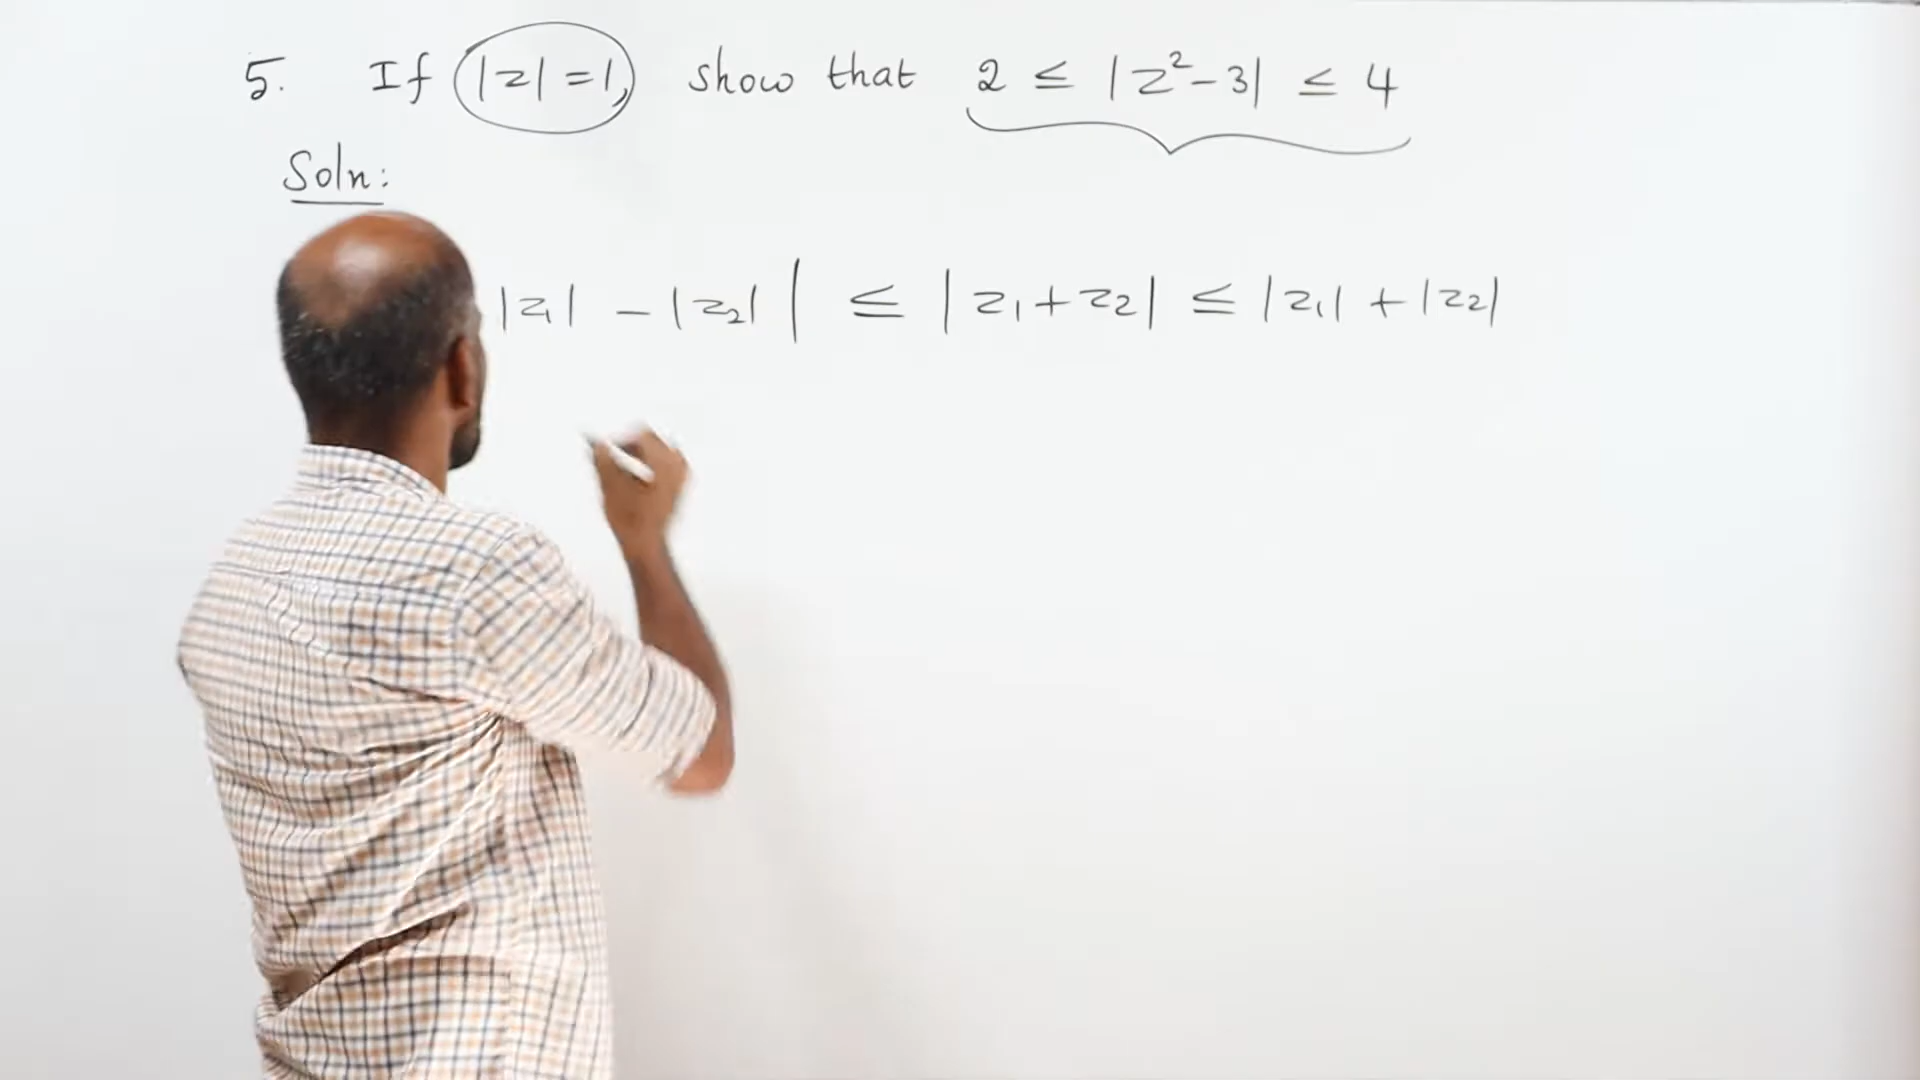 5. If |z| = 1, show that 2 ≤ |z² - 3| ≤ 4
Soln:
|z₁| - |z₂| | ≤ | z₁ + z₂ | ≤ |z₁| + |z₂|